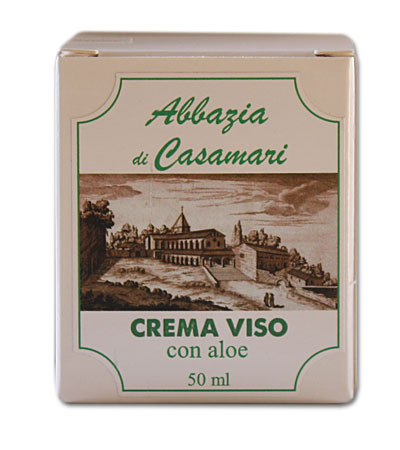 Abbazia
di Casamari
CREMA VISO
con aloe
50 ml